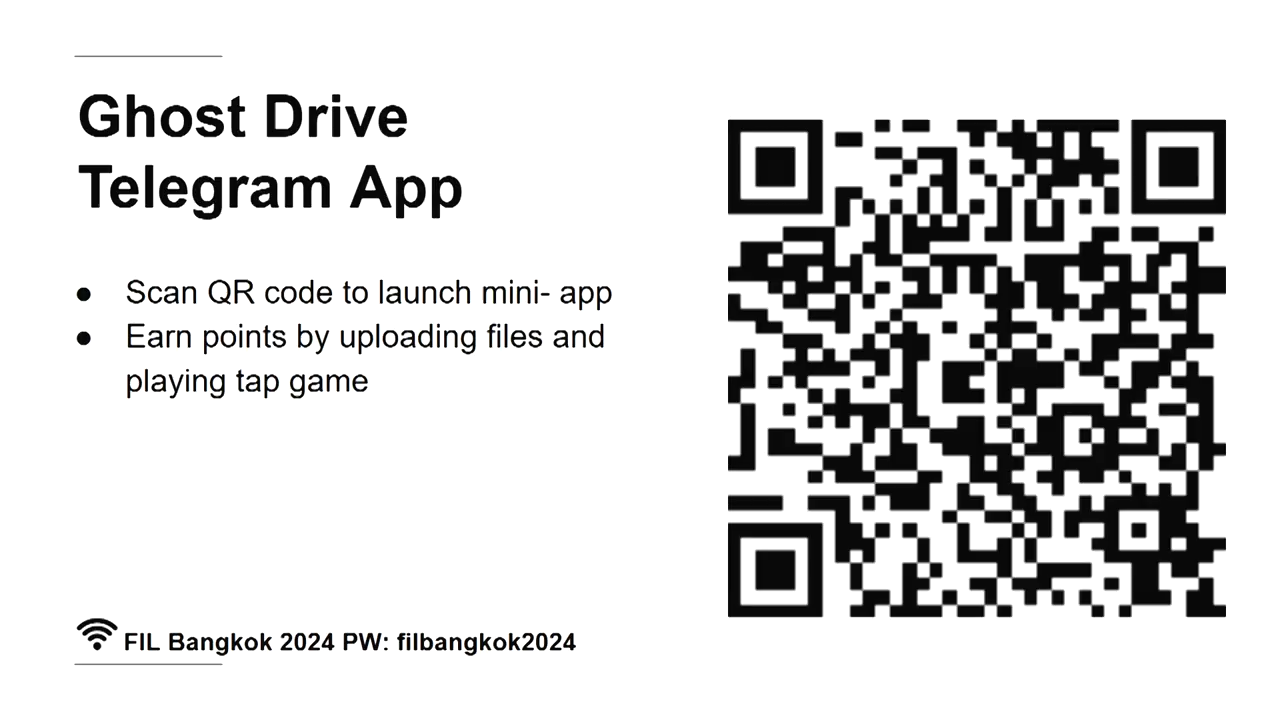 Ghost Drive
Telegram App
● Scan QR code to launch mini- app
● Earn points by uploading files and
playing tap game
FIL Bangkok 2024 PW: filbangkok2024